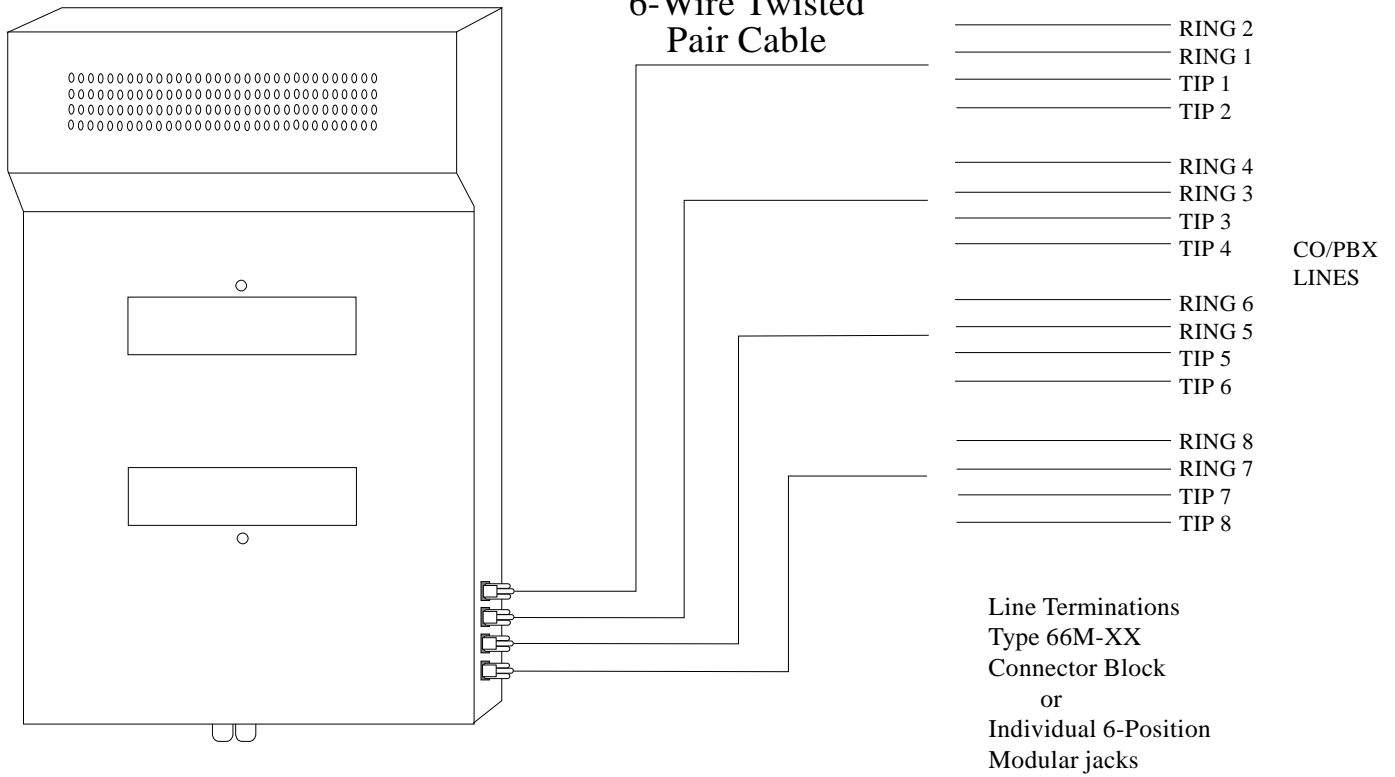 6-Wire Twisted
Pair Cable
RING 2
RING 1
TIP 1
TIP 2
RING 4
RING 3
TIP 3
TIP 4
CO/PBX
LINES
RING 6
RING 5
TIP 5
TIP 6
RING 8
RING 7
TIP 7
TIP 8
Line Terminations
Type 66M-XX
Connector Block
or
Individual 6-Position
Modular jacks